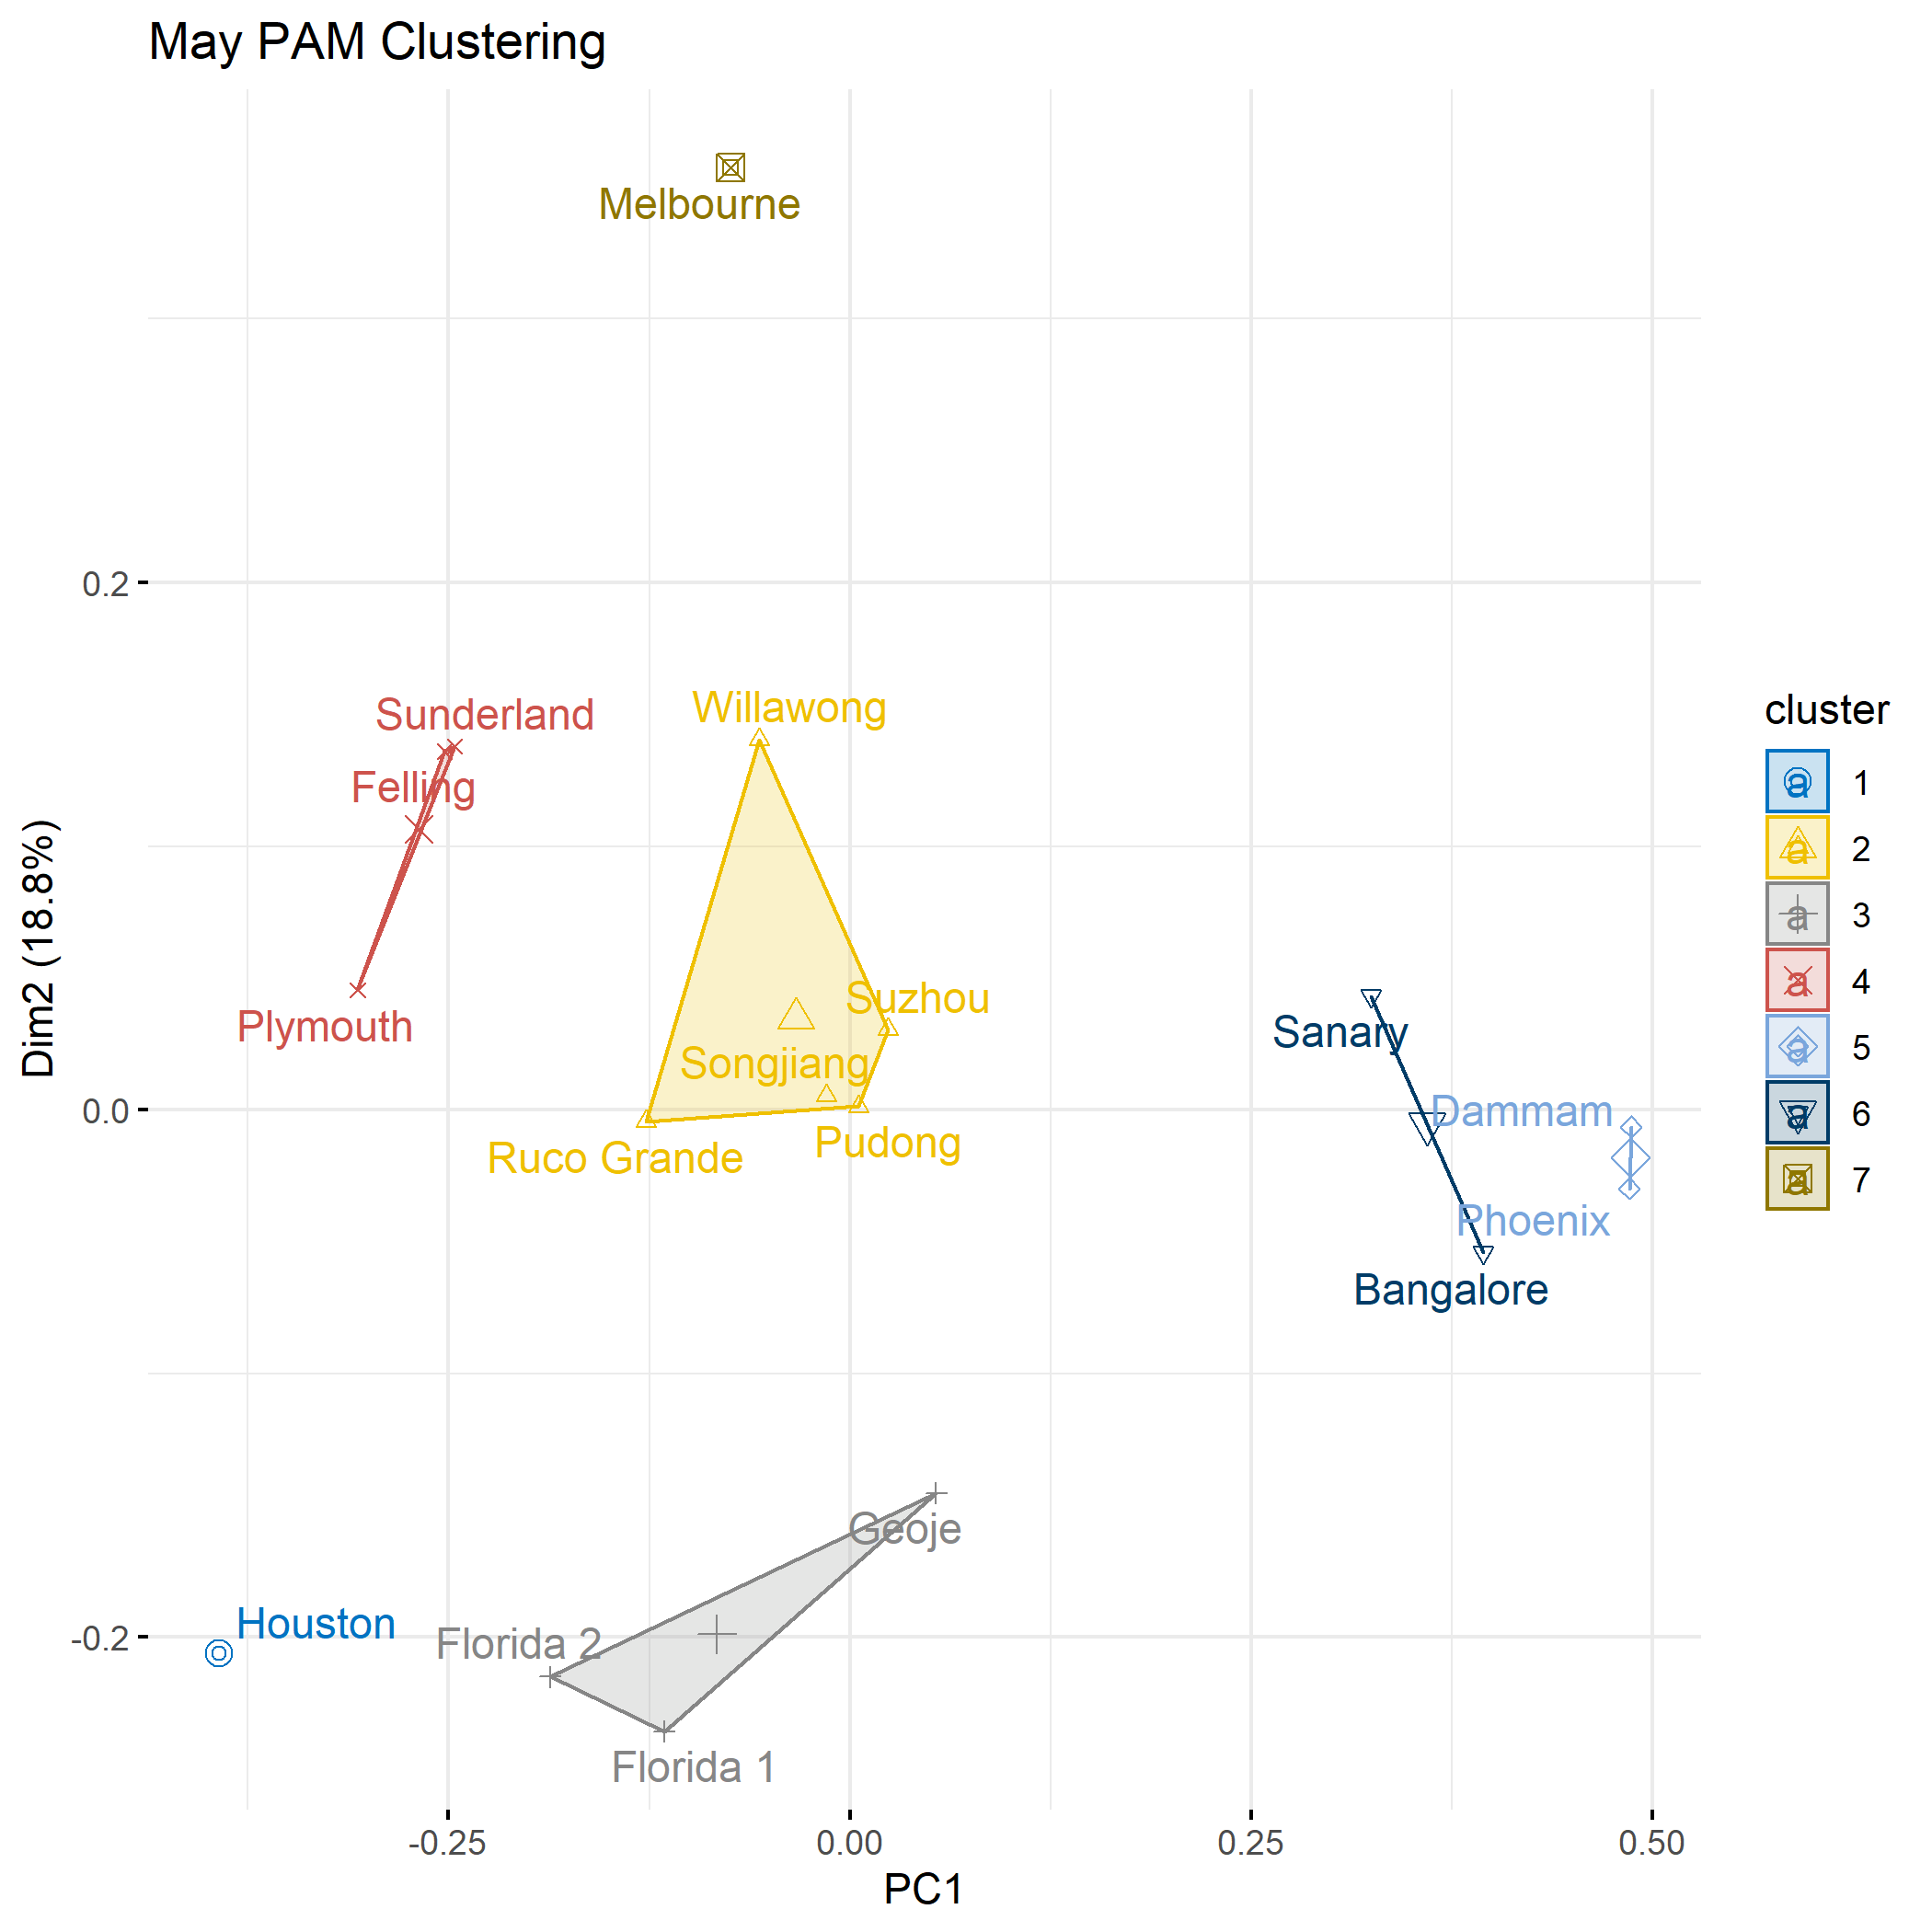 May PAM Clustering
Melbourne
0.2
Sunderland
Willawong
Felling
Suzhou
Plymouth
Sanary
Songjiang
0.0
Dammam
Pudong
Ruco Grande
Phoenix
Bangalore
Geoje
Houston
-0.2
Florida 2
Florida 1
-0.25
0.00
0.25
0.50
PC1
Dim2 (18.8%)
cluster
a 1
a 2
a 3
a 4
a 5
a 6
a 7